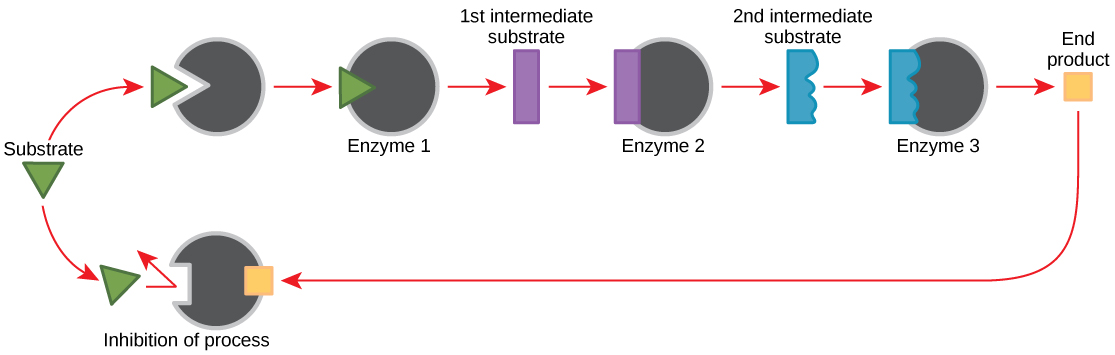 1st intermediate
substrate
2nd intermediate
substrate
End
product
Substrate
Enzyme 1
Enzyme 2
Enzyme 3
Inhibition of process